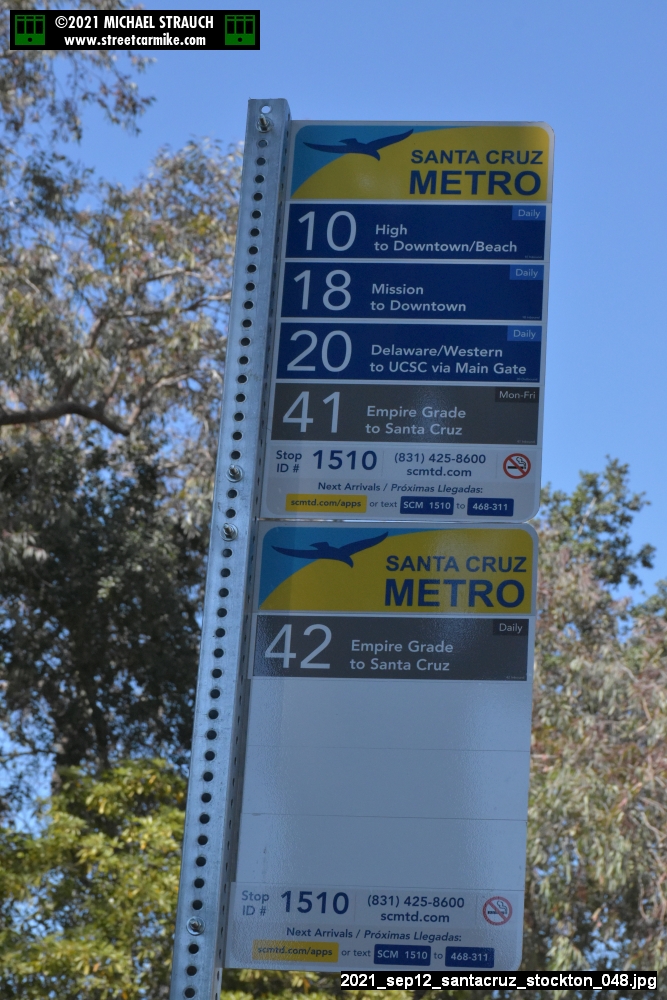 ©2021 MICHAEL STRAUCH
www.streetcarmike.com
SANTA CRUZ
METRO
Daily
10 High
to Downtown/Beach
Daily
18 Mission
to Downtown
Daily
20 Delaware/Western
to UCSC via Main Gate
Mon-Fri
41 Empire Grade
to Santa Cruz
Stop
ID # 1510 (831) 425-8600
scmtd.com
Next Arrivals / Próximas Llegadas:
scmtd.com/apps or text SCM 1510 to 468-311
SANTA CRUZ
METRO
Daily
42 Empire Grade
to Santa Cruz
Stop
ID # 1510 (831) 425-8600
scmtd.com
Next Arrivals / Próximas Llegadas:
scmtd.com/apps or text SCM 1510 to 468-311
2021_sep12_santacruz_stockton_048.jpg